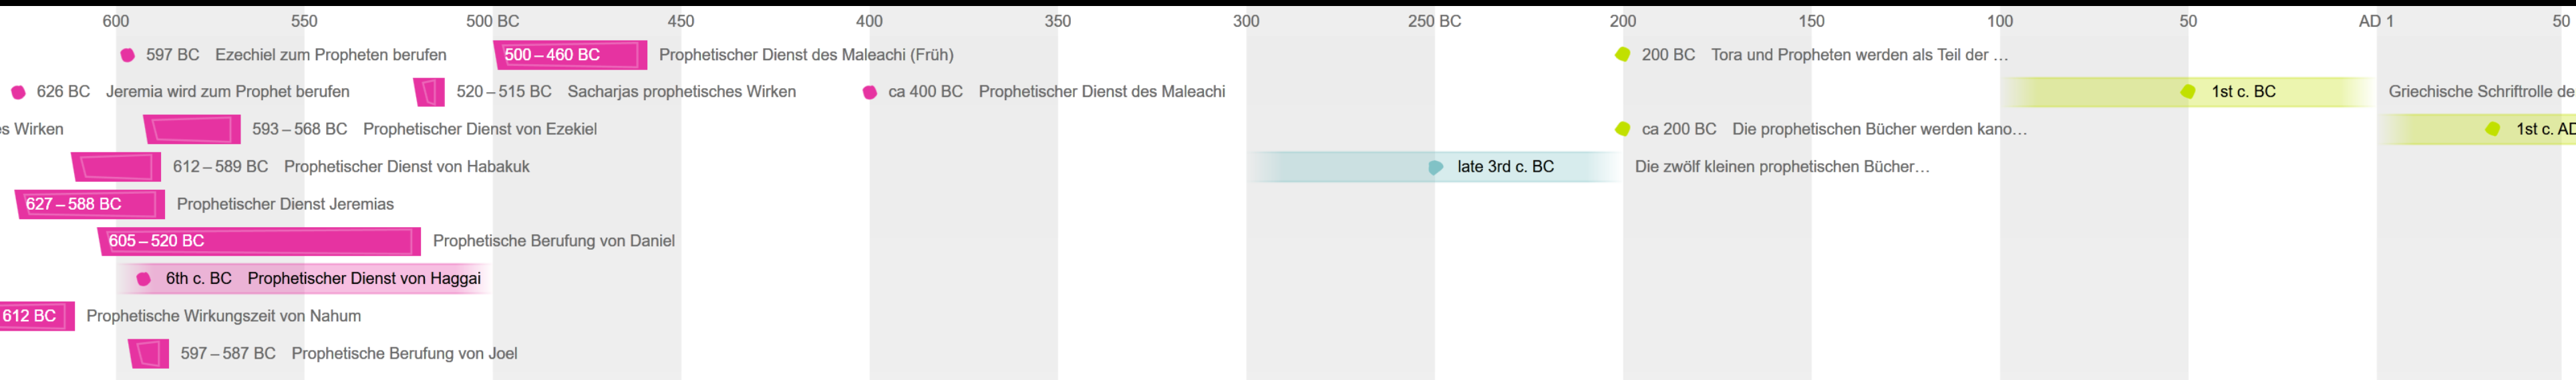 600 550 500 BC 450 400 350 300 250 BC 200 150 100 50 AD 1 50
597 BC Ezechiel zum Propheten berufen 500 – 460 BC Prophetischer Dienst des Maleachi (Früh) 200 BC Tora und Propheten werden als Teil der …
626 BC Jeremia wird zum Prophet berufen 520 – 515 BC Sacharjas prophetisches Wirken ca 400 BC Prophetischer Dienst des Maleachi 1st c. BC Griechische Schriftrolle de
es Wirken 593 – 568 BC Prophetischer Dienst von Ezekiel ca 200 BC Die prophetischen Bücher werden kano… 1st c. AD
612 – 589 BC Prophetischer Dienst von Habakuk late 3rd c. BC Die zwölf kleinen prophetischen Bücher…
627 – 588 BC Prophetischer Dienst Jeremias
605 – 520 BC Prophetische Berufung von Daniel
6th c. BC Prophetischer Dienst von Haggai
612 BC Prophetische Wirkungszeit von Nahum
597 – 587 BC Prophetische Berufung von Joel